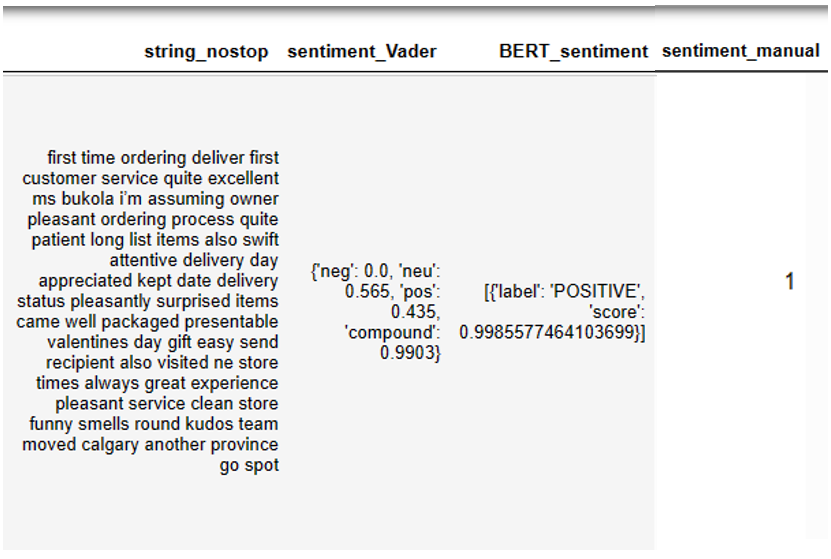 string_nostop sentiment_Vader BERT_sentiment sentiment_manual
first time ordering deliver first
customer service quite excellent
ms bukola i'm assuming owner
pleasant ordering process quite
patient long list items also swift
attentive delivery day
appreciated kept date delivery
status pleasantly surprised items
came well packaged presentable
valentines day gift easy send
recipient also visited ne store
times always great experience
pleasant service clean store
funny smells round kudos team
moved calgary another province
go spot
{'neg': 0.0, 'neu':
0.565, 'pos':
0.435,
'compound':
0.9903}
[{'label': 'POSITIVE',
'score':
0.9985577464103699}]
1